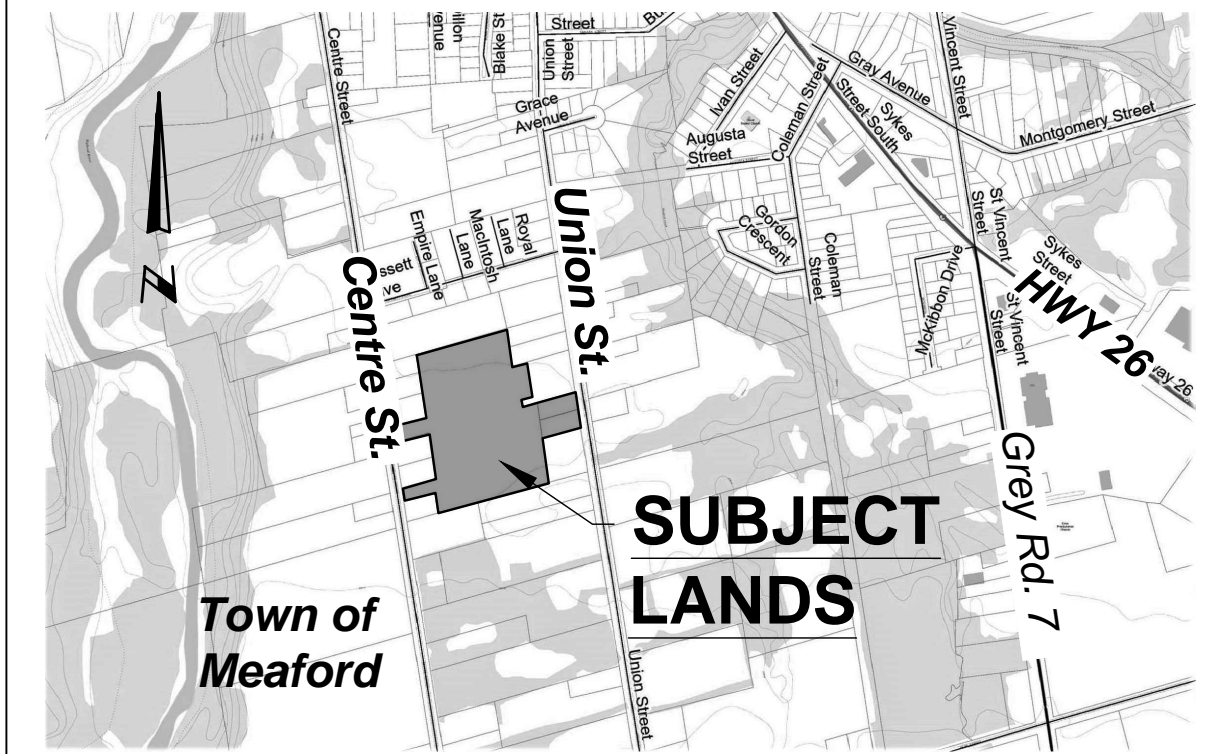 Street
Centre Street
Blake St
Union
Street
Grace
Avenue
Ivan Street
Augusta
Street
Coleman Street
Street South
Sykes
Gray Avenue
St Vincent Street
Montgomery Street
N
Centre St.
Empire Lane
MacIntosh
Lane
Royal
Lane
Union St.
Gordon
Crescent
Coleman
Street
McKibbon Drive
St Vincent
Street
Sykes
Street
HWY 26
way 26
St Vincent
Street
Grey Rd. 7
SUBJECT
LANDS
Town of
Meaford
Union Street